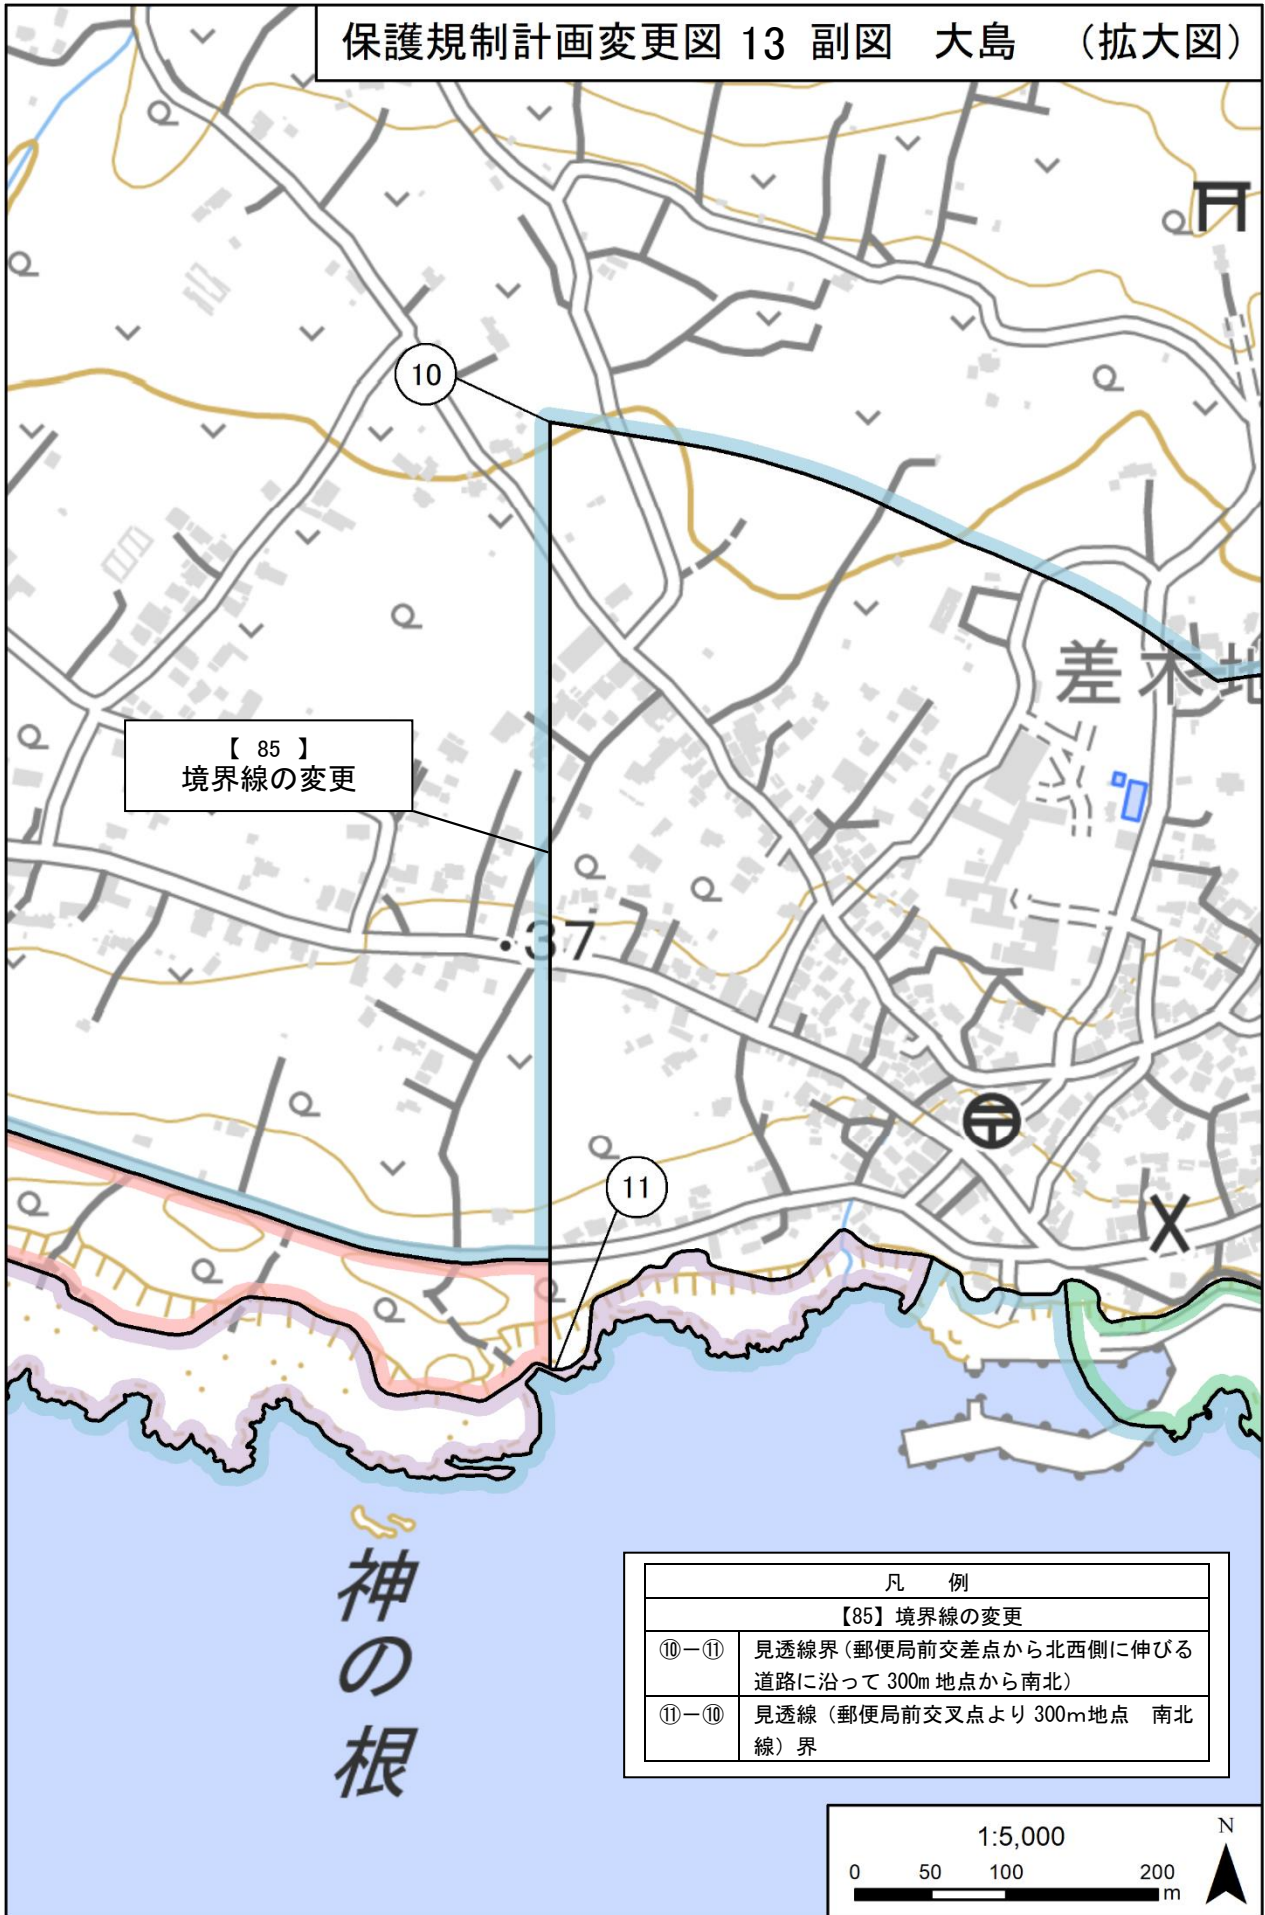 保護規制計画変更図 13 副図　大島　（拡大図）
10
差木地
【 85 】
境界線の変更
・37
11
神の根
凡　例
【85】境界線の変更
⑩－⑪　見透線界（郵便局前交差点から北西側に伸びる
道路に沿って 300m 地点から南北）
⑪－⑩　見透線（郵便局前交叉点より 300ｍ地点　南北
線）界
1:5,000
N
0 50 100 200
m